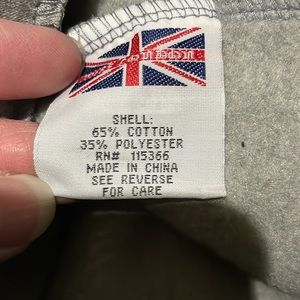 SHELL:
65% COTTON
35% POLYESTER
RN# 115366
MADE IN CHINA
SEE REVERSE
FOR CARE